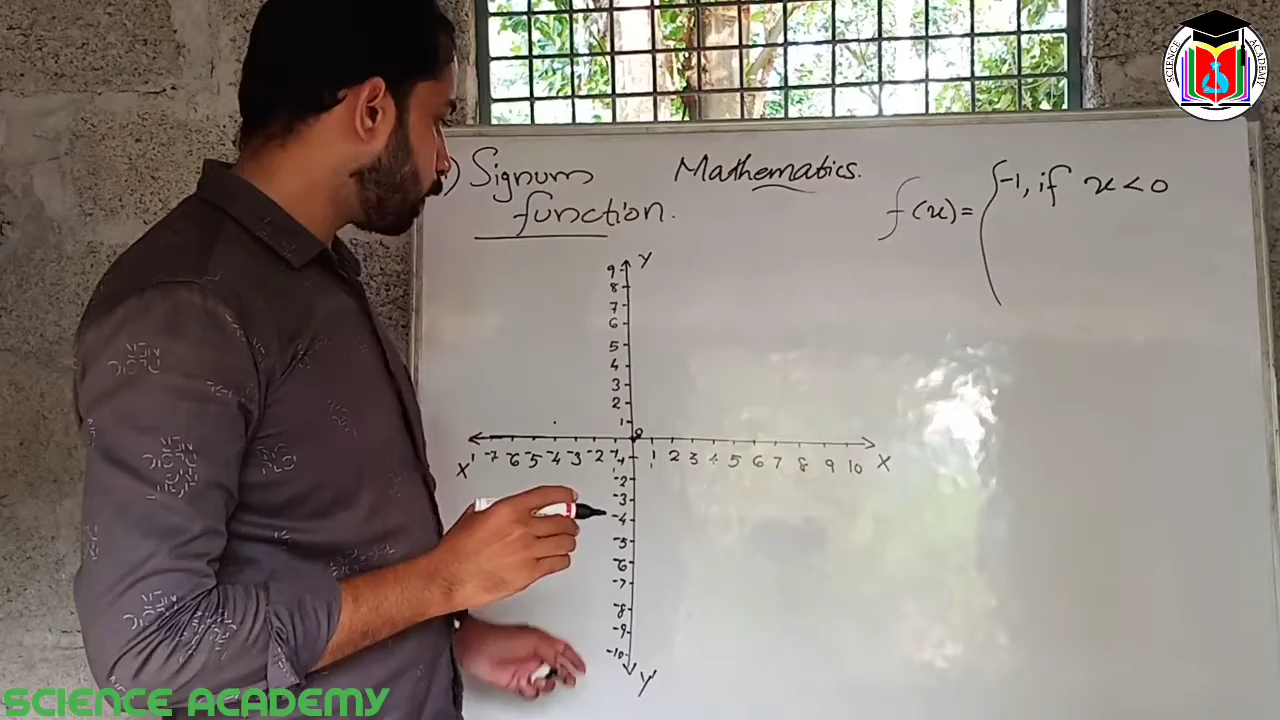 ) Signum
function.
Mathematics.
f(x)= { -1, if x < 0
Y
9
8
7
6
5
4
3
2
1
X' -7 -6 -5 -4 -3 -2 -1 1 2 3 4 5 6 7 8 9 10 X
-1
-2
-3
-4
-5
-6
-7
-8
-9
-10
Y'
SCIENCE ACADEMY
SCIENCE ACADEMY